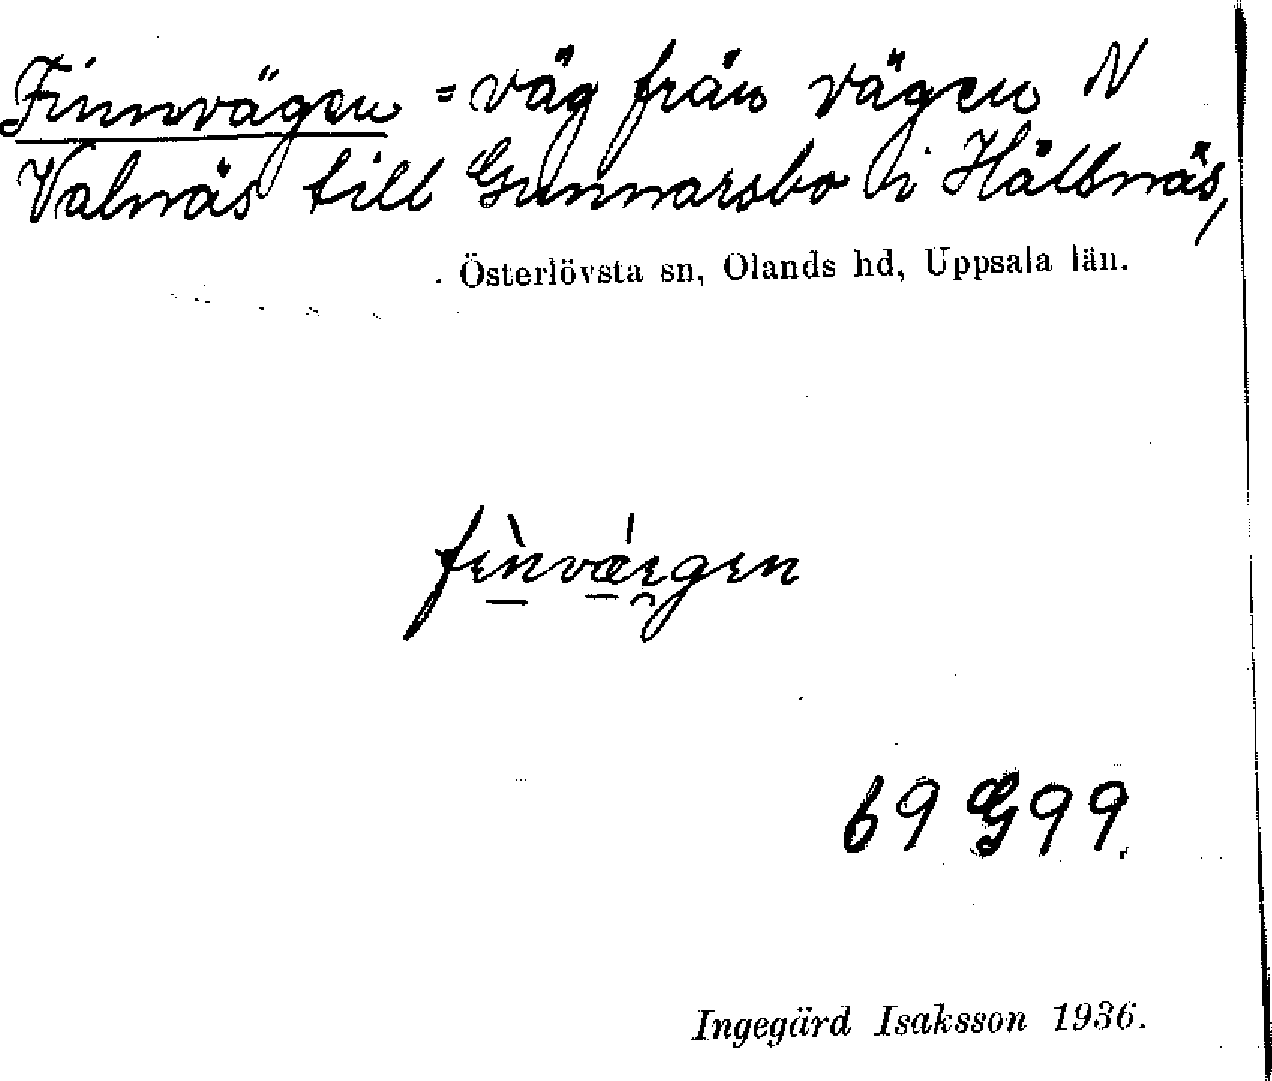 Finnvägen = väg från vägen N
Valnäs till Gunnarsbo i Hällnäs,
Österlövsta sn, Olands hd, Uppsala län.
69 G 99.
Ingegärd Isaksson 1936.